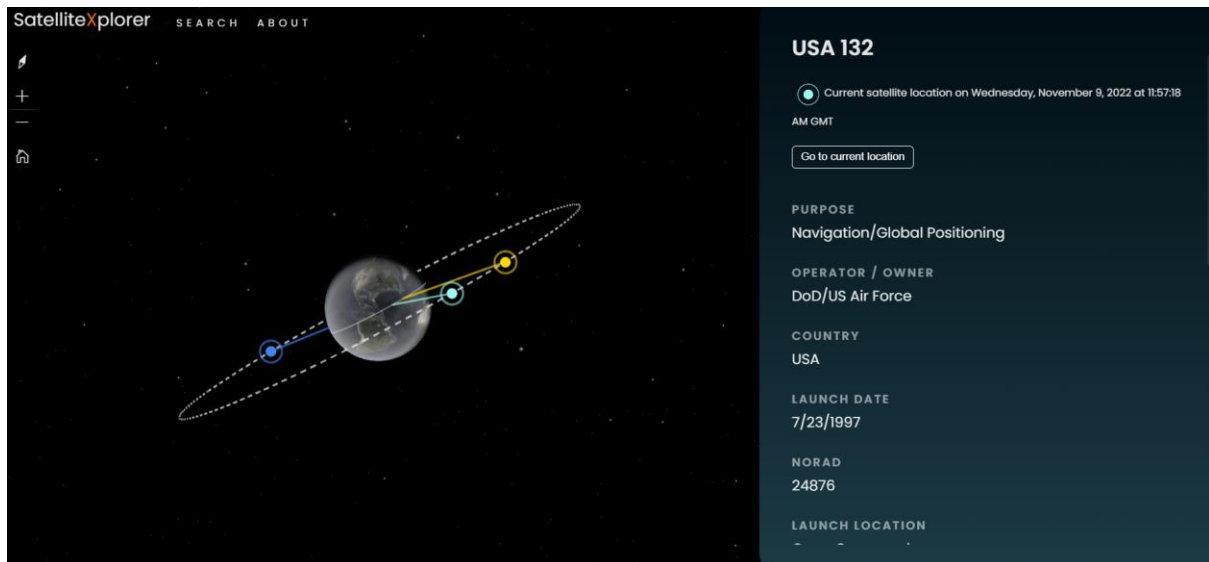 SatelliteXplorer SEARCH ABOUT
USA 132
Current satellite location on Wednesday, November 9, 2022 at 11:57:18
AM GMT
Go to current location
PURPOSE
Navigation/Global Positioning
OPERATOR / OWNER
DoD/US Air Force
COUNTRY
USA
LAUNCH DATE
7/23/1997
NORAD
24876
LAUNCH LOCATION